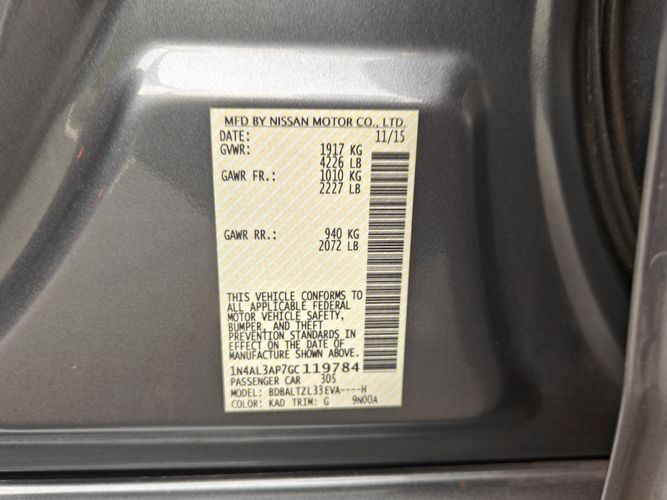 MFD BY NISSAN MOTOR CO., LTD.
DATE: 11/15
GVWR: 1917 KG
4226 LB
GAWR FR.: 1010 KG
2227 LB
GAWR RR.: 940 KG
2072 LB
THIS VEHICLE CONFORMS TO
ALL APPLICABLE FEDERAL
MOTOR VEHICLE SAFETY,
BUMPER, AND THEFT
PREVENTION STANDARDS IN
EFFECT ON THE DATE OF
MANUFACTURE SHOWN ABOVE.
1N4AL3AP7GC119784
PASSENGER CAR 305
MODEL: BDBALTZL33EVA----H
COLOR: KAD TRIM: G 9N00A